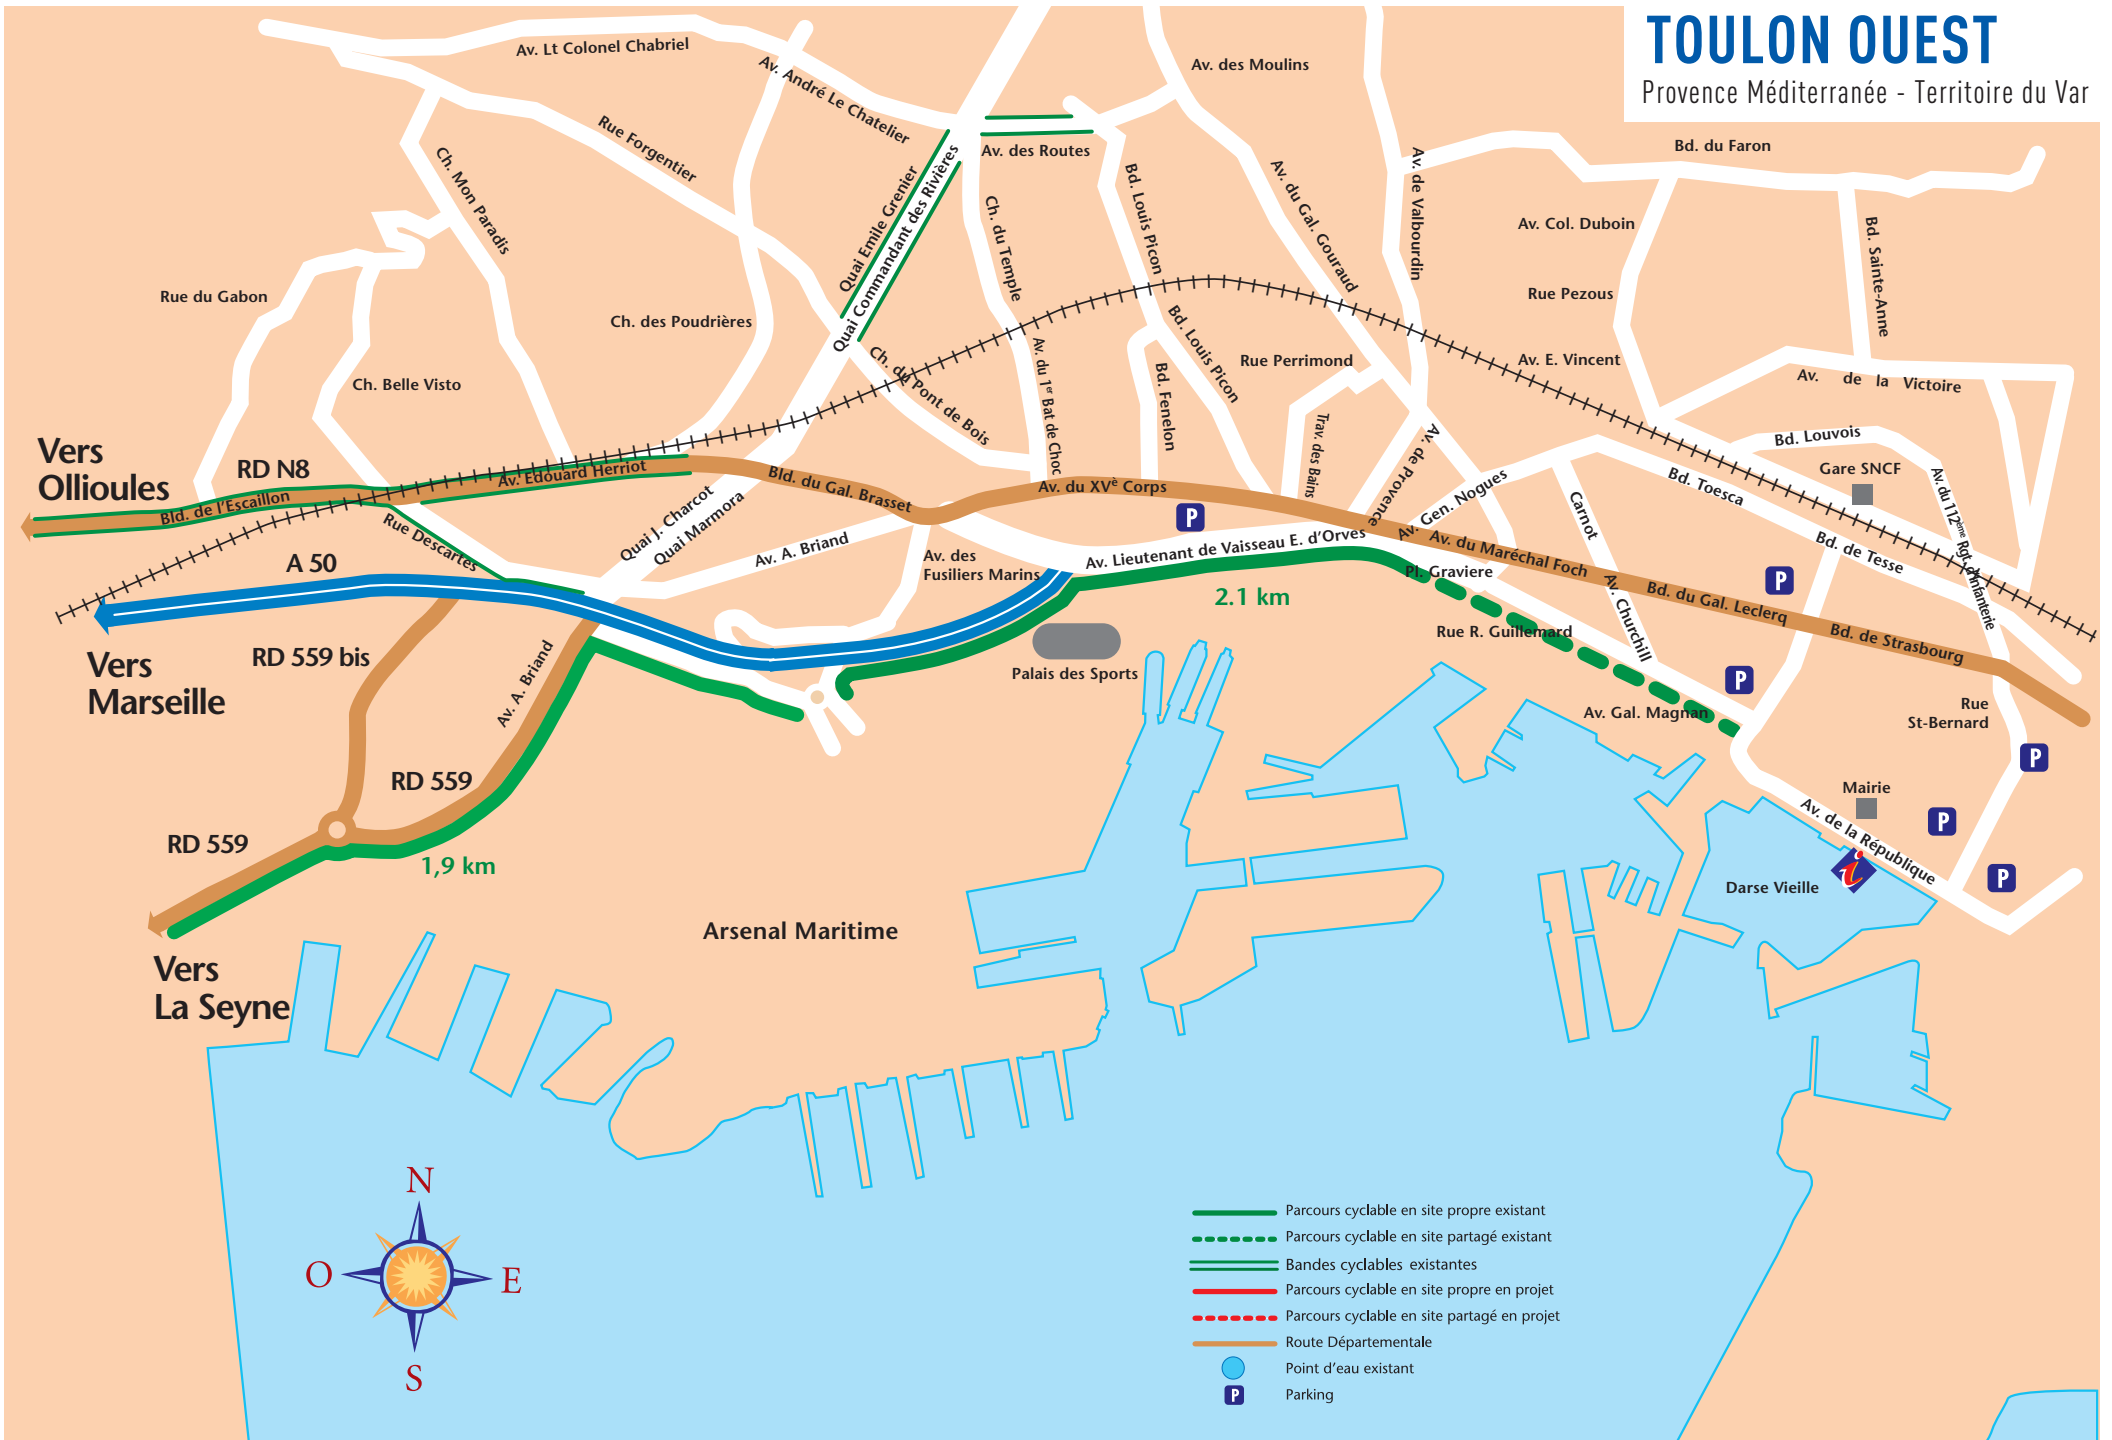 TOULON OUEST
Provence Méditerranée - Territoire du Var
Av. Lt Colonel Chabriel
Av. André Le Chatelier
Av. des Moulins
Rue Forgentier
Av. des Routes
Bd. du Faron
Ch. Mon Paradis
Quai Emile Grenier
Quai Commandant des Rivières
Ch. du Temple
Bd. Louis Picon
Av. du Gal. Gouraud
Av. de Valbourdin
Av. Col. Duboin
Bd. Sainte-Anne
Rue du Gabon
Ch. des Poudrières
Rue Pezous
Ch. Belle Visto
Ch. du Pont de Bois
Av. du 1er Bat de Choc
Bd. Fenelon
Bd. Louis Picon
Rue Perrimond
Av. E. Vincent
Av. de la Victoire
Trav. des Bains
Av. de Provence
Bd. Louvois
Gare SNCF
Vers
Ollioules
RD N8
Bld. de l'Escaillon
Av. Edouard Herriot
Bld. du Gal. Brasset
Av. du XVè Corps
P
Av. Gen. Nogues
Carnot
Bd. Toesca
Av. du 112ème Rgt. d'Infanterie
Rue Descartes
Quai J. Charcot
Quai Marmora
Av. A. Briand
Av. des
Fusiliers Marins
Av. Lieutenant de Vaisseau E. d'Orves
Av. du Maréchal Foch
Bd. de Tesse
A 50
Pl. Graviere
Av. Churchill
P
Bd. du Gal. Leclerq
Bd. de Strasbourg
2.1 km
Rue R. Guillemard
Vers
Marseille
RD 559 bis
Av. A. Briand
Palais des Sports
P
Av. Gal. Magnan
Rue
St-Bernard
P
RD 559
Mairie
Av. de la République
P
RD 559
1,9 km
Darse Vieille
i
P
Arsenal Maritime
Vers
La Seyne
N
O
E
S
Parcours cyclable en site propre existant
Parcours cyclable en site partagé existant
Bandes cyclables existantes
Parcours cyclable en site propre en projet
Parcours cyclable en site partagé en projet
Route Départementale
Point d'eau existant
P
Parking